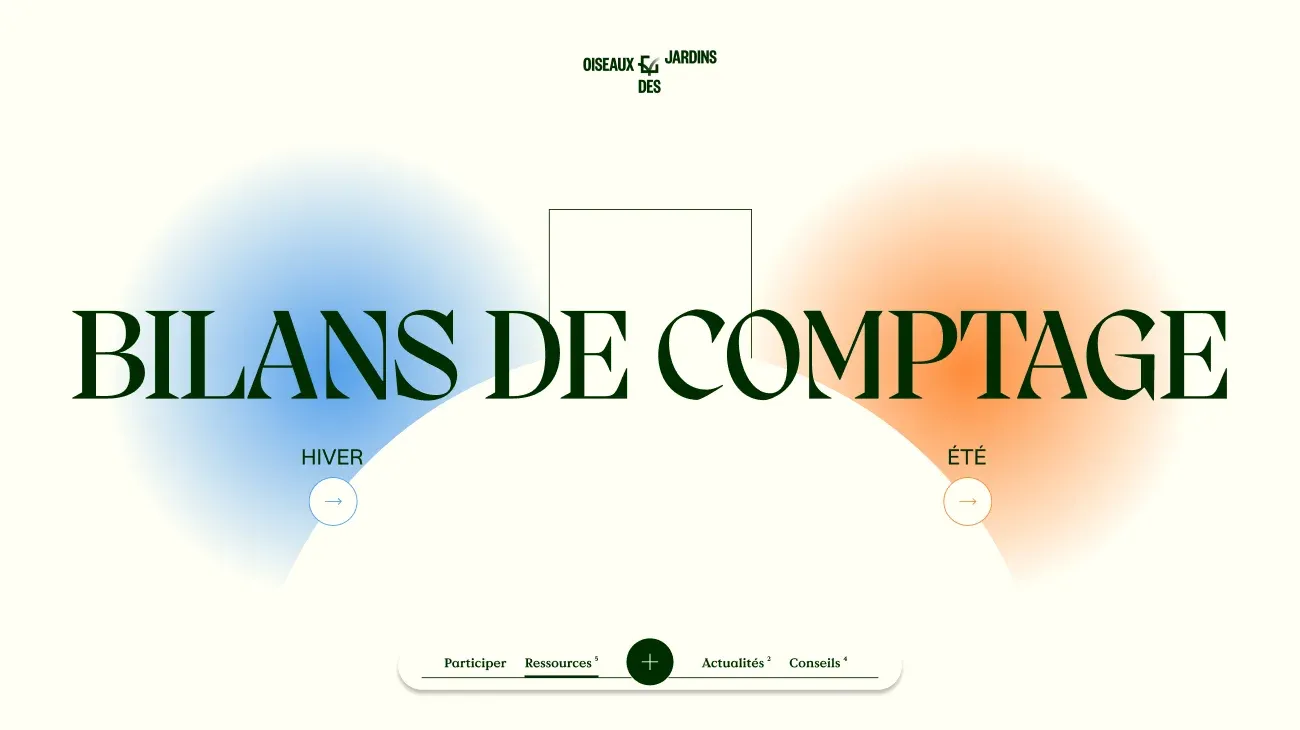 OISEAUX JARDINS
DES
BILANS DE COMPTAGE
HIVER
ÉTÉ
Participer Ressources 5 Actualités 2 Conseils 4